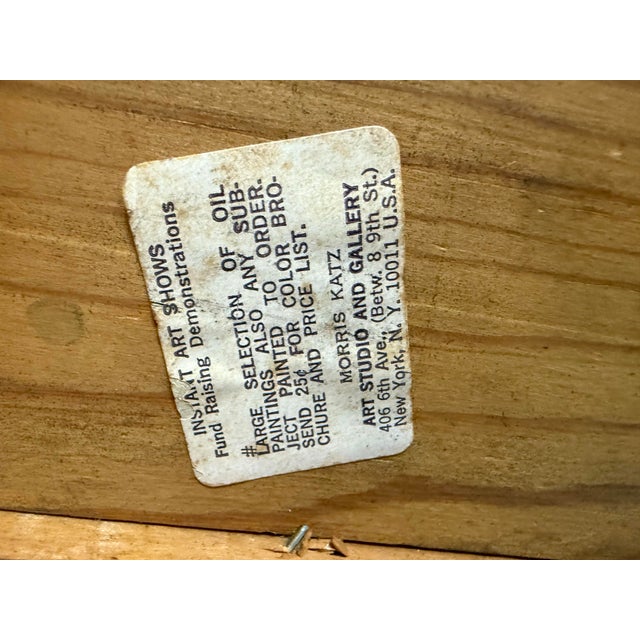 INSTANT ART SHOWS
Fund Raising Demonstrations
#
LARGE SELECTION OF OIL
PAINTINGS ALSO ANY SUB-
JECT PAINTED TO ORDER.
SEND 25¢ FOR COLOR BRO-
CHURE AND PRICE LIST.
MORRIS KATZ
ART STUDIO AND GALLERY
406 6th Ave., (Betw. 8 9th St.)
New York, N. Y. 10011 U.S.A.